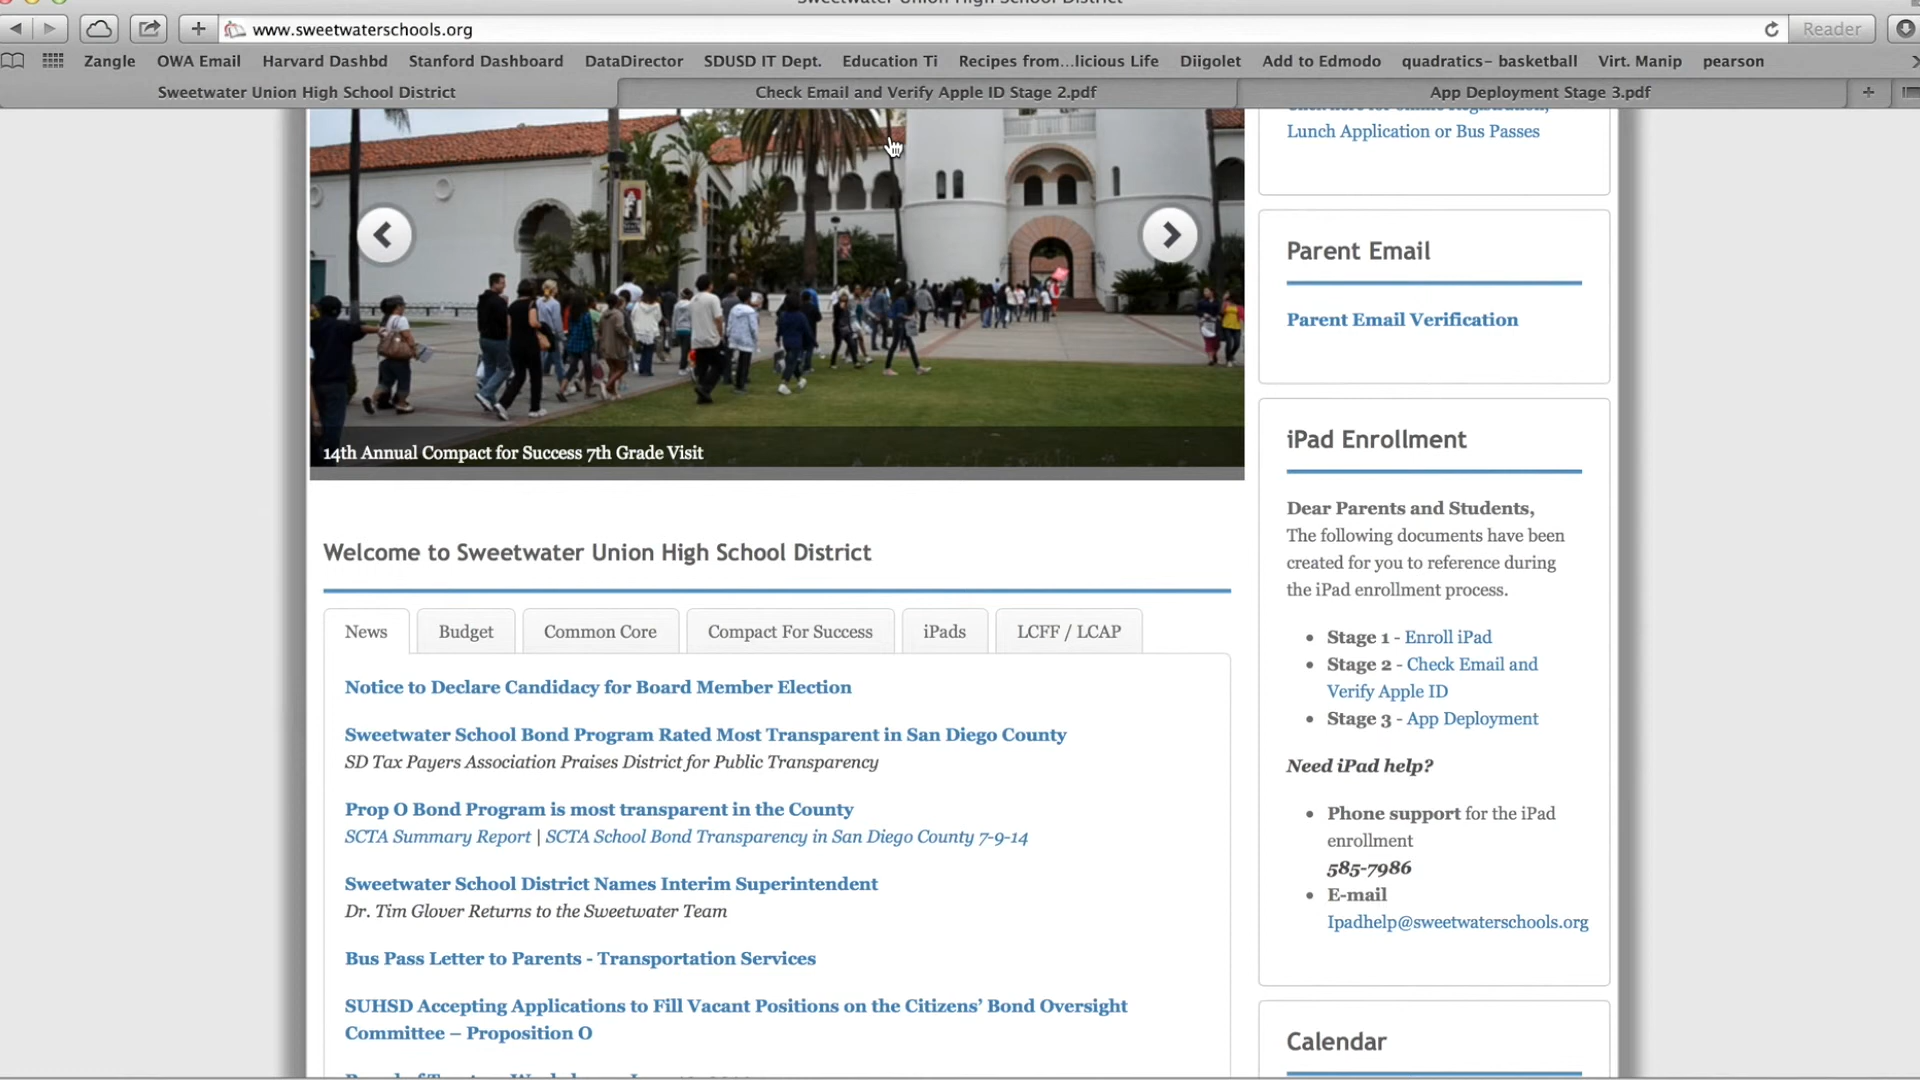 Sweetwater Union High School District
www.sweetwaterschools.org
Reader
Zangle OWA Email Harvard Dashbd Stanford Dashboard DataDirector SDUSD IT Dept. Education Ti Recipes from...licious Life Diigolet Add to Edmodo quadratics- basketball Virt. Manip pearson
Sweetwater Union High School District Check Email and Verify Apple ID Stage 2.pdf App Deployment Stage 3.pdf
14th Annual Compact for Success 7th Grade Visit
Welcome to Sweetwater Union High School District
News Budget Common Core Compact For Success iPads LCFF / LCAP
Notice to Declare Candidacy for Board Member Election
Sweetwater School Bond Program Rated Most Transparent in San Diego County
SD Tax Payers Association Praises District for Public Transparency
Prop O Bond Program is most transparent in the County
SCTA Summary Report | SCTA School Bond Transparency in San Diego County 7-9-14
Sweetwater School District Names Interim Superintendent
Dr. Tim Glover Returns to the Sweetwater Team
Bus Pass Letter to Parents - Transportation Services
SUHSD Accepting Applications to Fill Vacant Positions on the Citizens' Bond Oversight
Committee – Proposition O
Click here for Online Registration,
Lunch Application or Bus Passes
Parent Email
Parent Email Verification
iPad Enrollment
Dear Parents and Students,
The following documents have been
created for you to reference during
the iPad enrollment process.
• Stage 1 - Enroll iPad
• Stage 2 - Check Email and
Verify Apple ID
• Stage 3 - App Deployment
Need iPad help?
• Phone support for the iPad
enrollment
585-7986
• E-mail
Ipadhelp@sweetwaterschools.org
Calendar